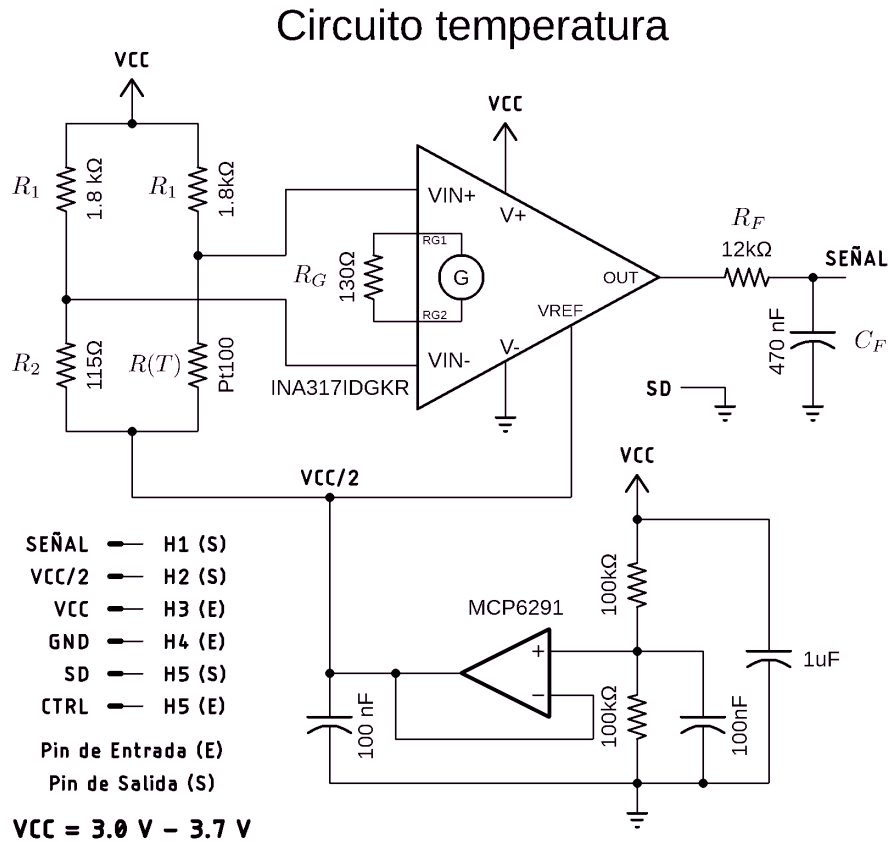 Circuito temperatura
VCC
R1
1.8 kΩ
R1
1.8kΩ
R2
115Ω
R(T)
Pt100
VCC
VIN+
V+
RG1
RG
130Ω
G
RG2
OUT
VREF
VIN-
V-
INA317IDGKR
RF
12kΩ
SEÑAL
470 nF
CF
SD
VCC/2
VCC
100kΩ
MCP6291
+
−
100kΩ
100 nF
100nF
1uF
SEÑAL H1 (S)
VCC/2 H2 (S)
VCC H3 (E)
GND H4 (E)
SD H5 (S)
CTRL H5 (E)
Pin de Entrada (E)
Pin de Salida (S)
VCC = 3.0 V – 3.7 V